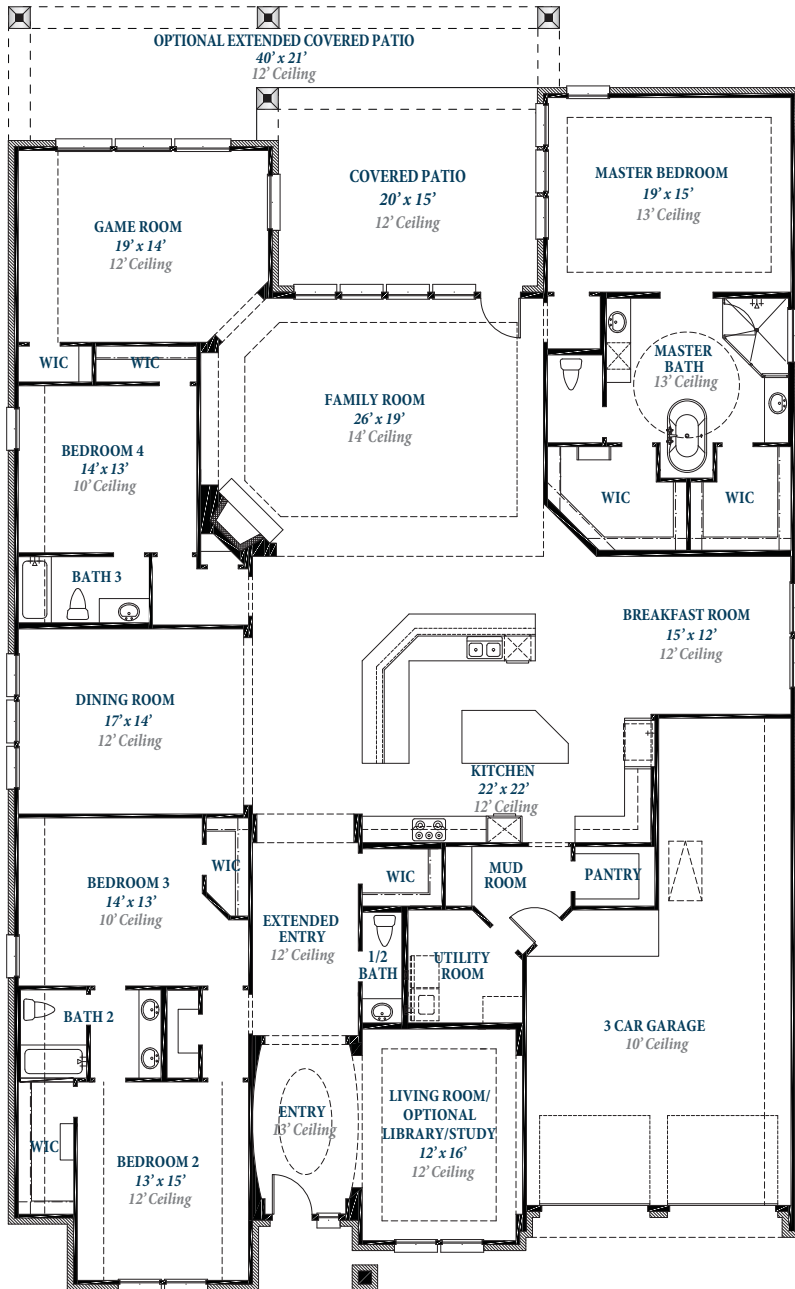 OPTIONAL EXTENDED COVERED PATIO
40' x 21'
12' Ceiling
COVERED PATIO
20' x 15'
12' Ceiling
MASTER BEDROOM
19' x 15'
13' Ceiling
GAME ROOM
19' x 14'
12' Ceiling
WIC
WIC
MASTER
BATH
13' Ceiling
FAMILY ROOM
26' x 19'
14' Ceiling
BEDROOM 4
14' x 13'
10' Ceiling
WIC
WIC
BATH 3
BREAKFAST ROOM
15' x 12'
12' Ceiling
DINING ROOM
17' x 14'
12' Ceiling
KITCHEN
22' x 22'
12' Ceiling
WIC
BEDROOM 3
14' x 13'
10' Ceiling
WIC
MUD
ROOM
PANTRY
EXTENDED
ENTRY
12' Ceiling
1/2
BATH
UTILITY
ROOM
BATH 2
3 CAR GARAGE
10' Ceiling
ENTRY
13' Ceiling
LIVING ROOM/
OPTIONAL
LIBRARY/STUDY
12' x 16'
12' Ceiling
WIC
BEDROOM 2
13' x 15'
12' Ceiling